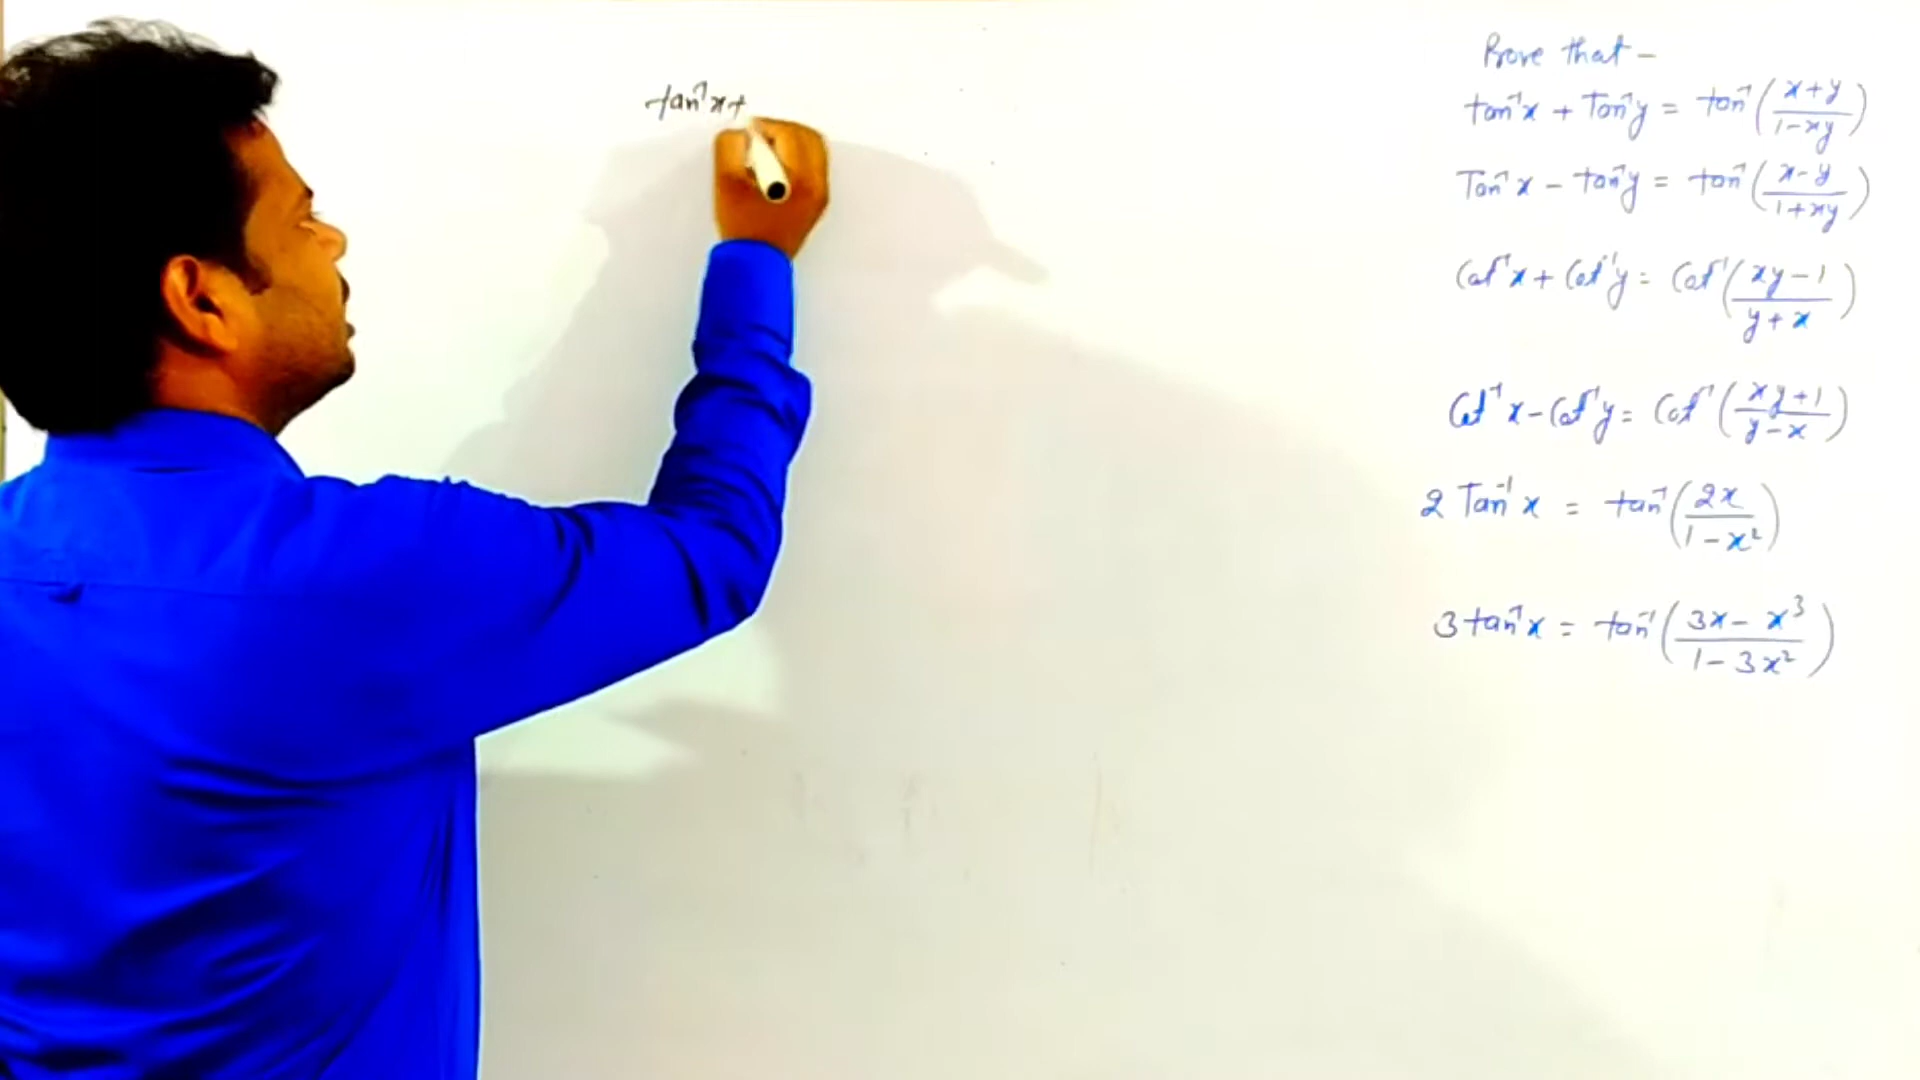 tan⁻¹x+
Prove that –
tan⁻¹x + Tan⁻¹y = tan⁻¹(x+y / 1-xy)
Tan⁻¹x – tan⁻¹y = tan⁻¹(x-y / 1+xy)
Cot⁻¹x + Cot⁻¹y = Cot⁻¹(xy-1 / y+x)
Cot⁻¹x – Cot⁻¹y = Cot⁻¹(xy+1 / y-x)
2 Tan⁻¹x = tan⁻¹(2x / 1-x²)
3tan⁻¹x = tan⁻¹(3x-x³ / 1-3x²)